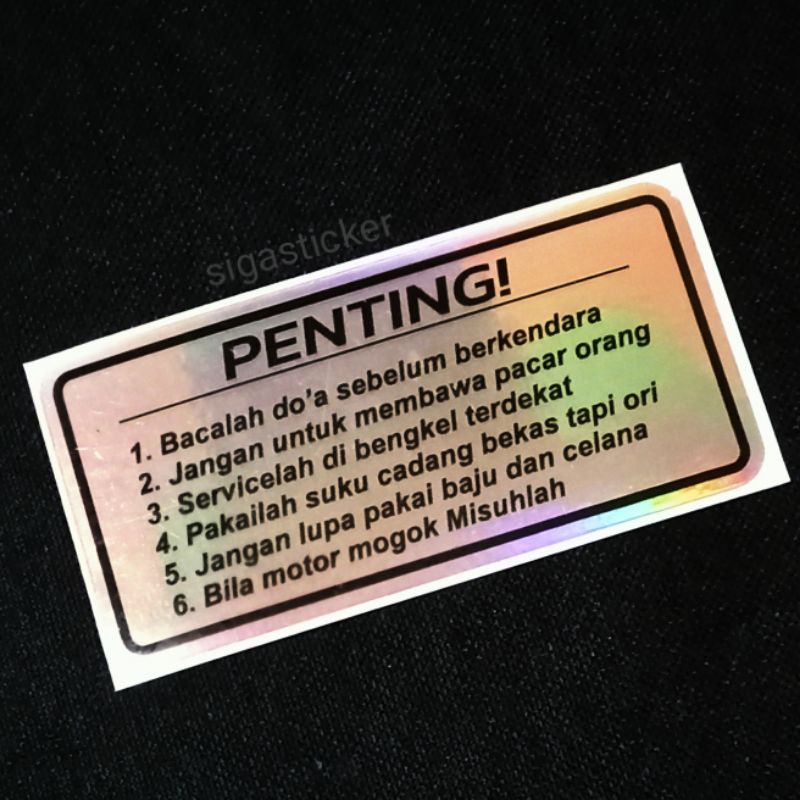 sigasticker
PENTING!
1. Bacalah do'a sebelum berkendara
2. Jangan untuk membawa pacar orang
3. Servicelah di bengkel terdekat
4. Pakailah suku cadang bekas tapi ori
5. Jangan lupa pakai baju dan celana
6. Bila motor mogok Misuhlah